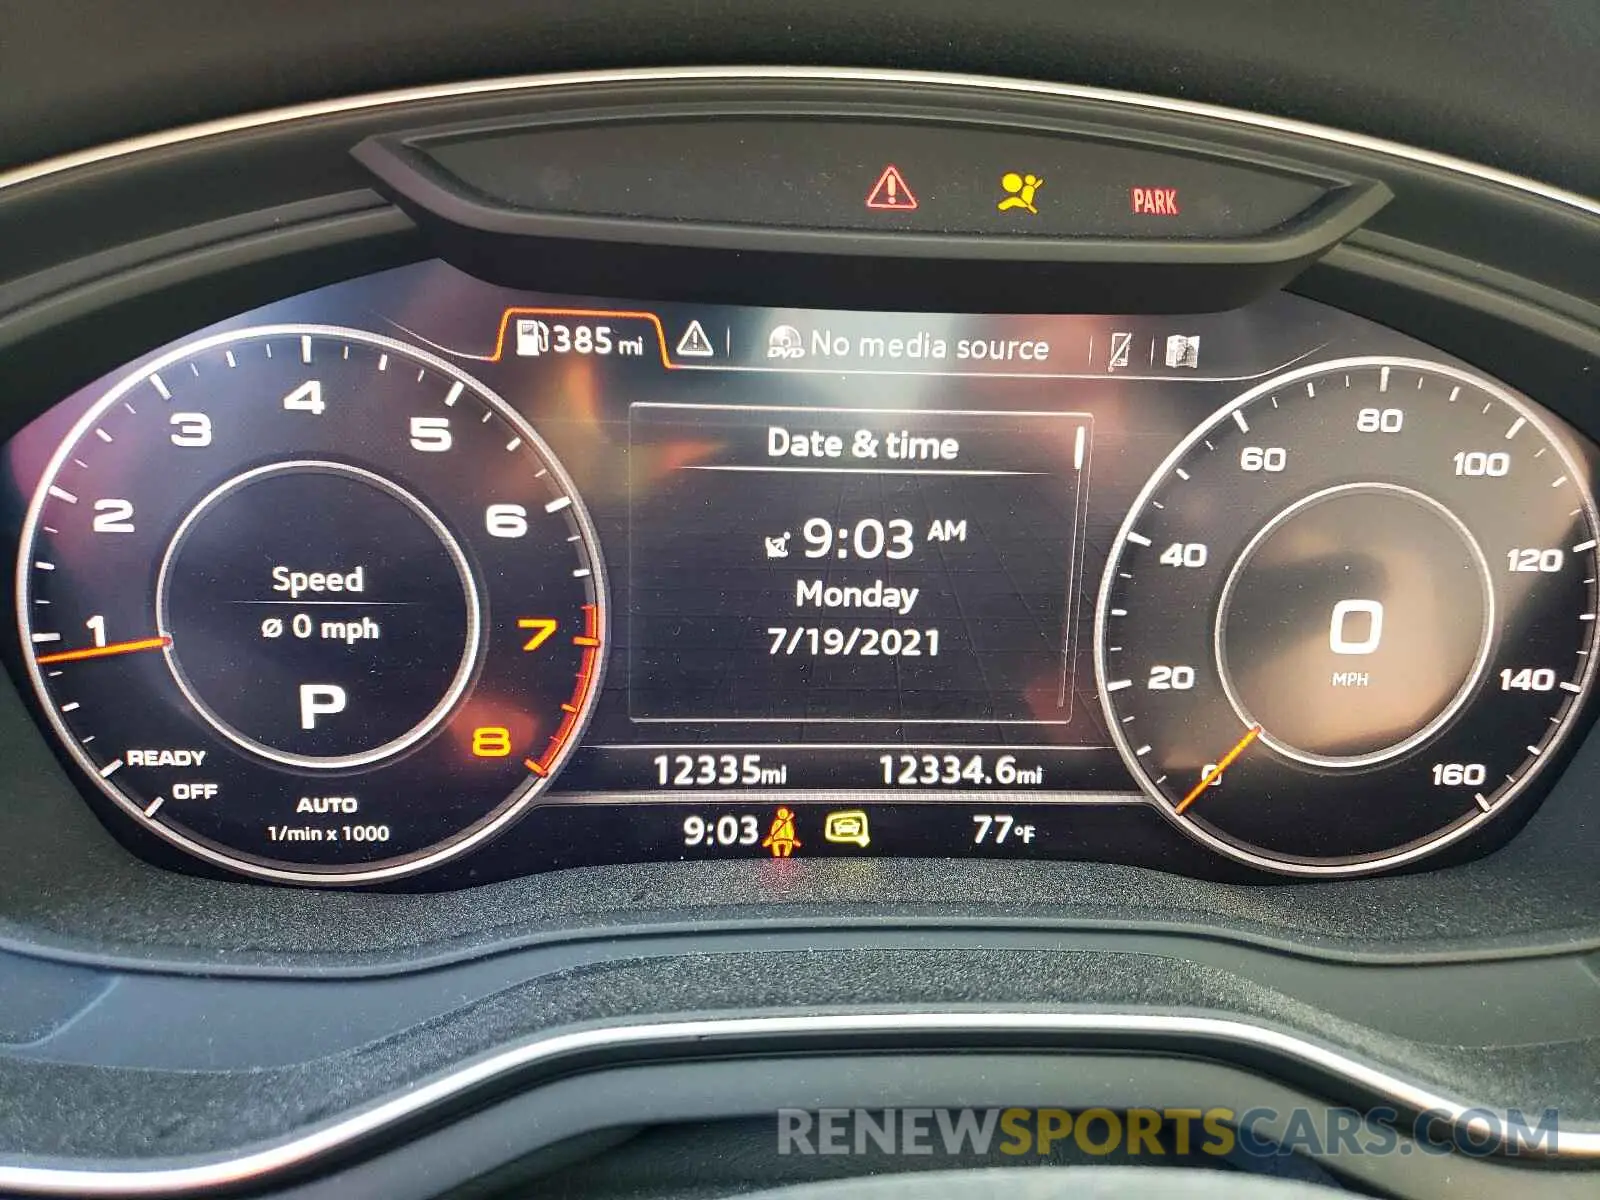 PARK
385 mi
DVD No media source
Date & time
9:03 AM
Monday
7/19/2021
12335mi 12334.6mi
9:03 77°F
1 2 3 4 5 6 7 8
Speed
ø 0 mph
P
READY
OFF
AUTO
1/min x 1000
0 20 40 60 80 100 120 140 160
0
MPH
RENEWSPORTSCARS.COM